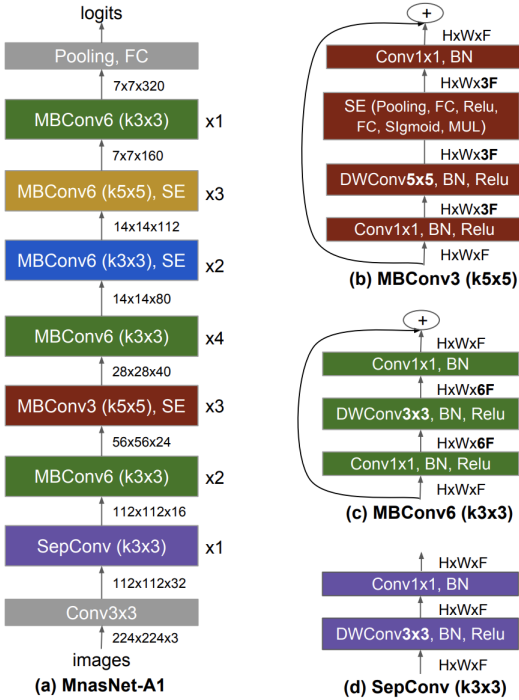 logits
Pooling, FC
7x7x320
MBConv6 (k3x3) x1
7x7x160
MBConv6 (k5x5), SE x3
14x14x112
MBConv6 (k3x3), SE x2
14x14x80
MBConv6 (k3x3) x4
28x28x40
MBConv3 (k5x5), SE x3
56x56x24
MBConv6 (k3x3) x2
112x112x16
SepConv (k3x3) x1
112x112x32
Conv3x3
224x224x3
images
(a) MnasNet-A1
+
HxWxF
Conv1x1, BN
HxWx3F
SE (Pooling, FC, Relu,
FC, SIgmoid, MUL)
HxWx3F
DWConv5x5, BN, Relu
HxWx3F
Conv1x1, BN, Relu
HxWxF
(b) MBConv3 (k5x5)
+
HxWxF
Conv1x1, BN
HxWx6F
DWConv3x3, BN, Relu
HxWx6F
Conv1x1, BN, Relu
HxWxF
(c) MBConv6 (k3x3)
HxWxF
Conv1x1, BN
HxWxF
DWConv3x3, BN, Relu
HxWxF
(d) SepConv (k3x3)